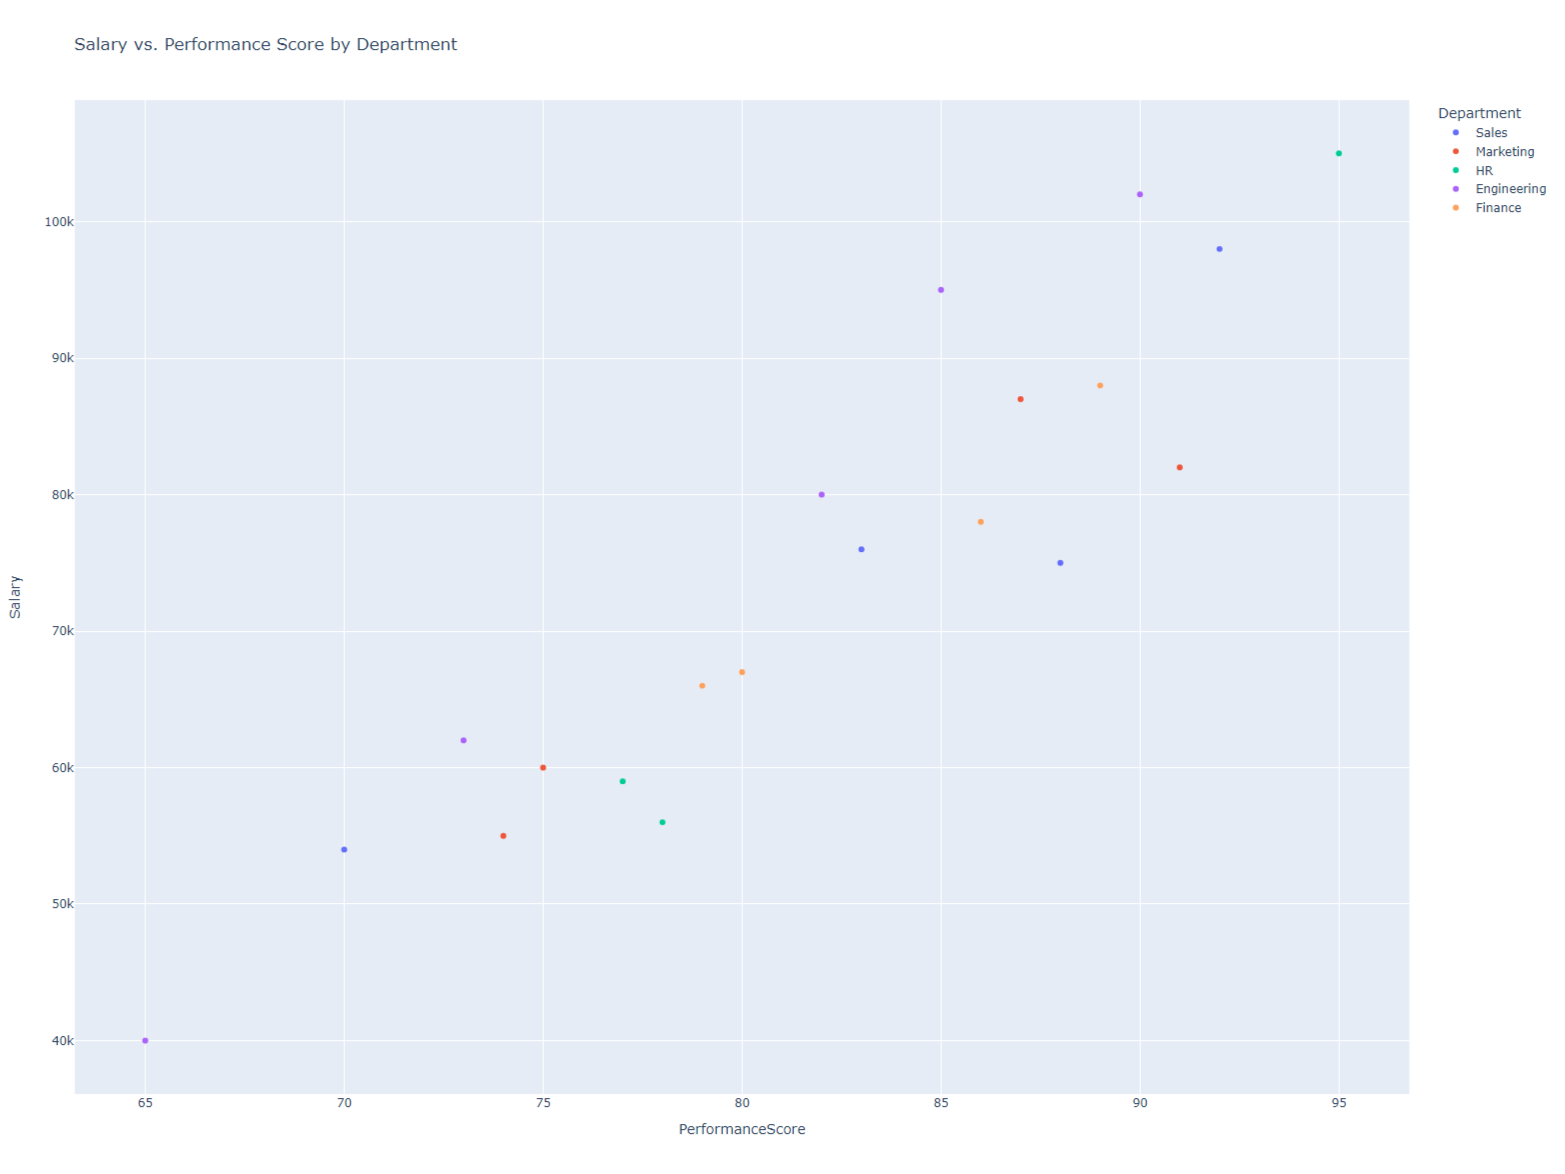 Salary vs. Performance Score by Department
Department
Sales
Marketing
HR
Engineering
Finance
100k
90k
80k
70k
60k
50k
40k
Salary
65 70 75 80 85 90 95
PerformanceScore